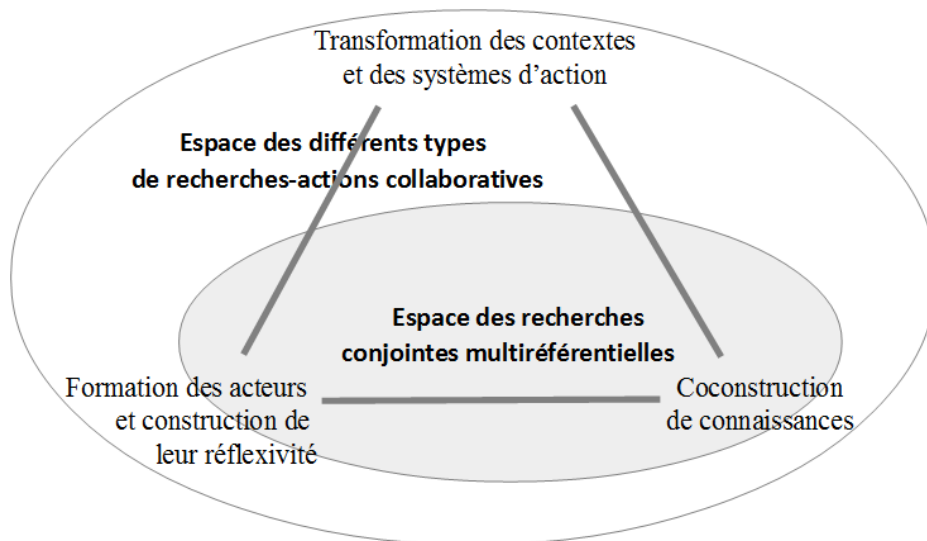 Transformation des contextes
et des systèmes d’action
Espace des différents types
de recherches-actions collaboratives
Espace des recherches
conjointes multiréférentielles
Formation des acteurs
et construction de
leur réflexivité
Coconstruction
de connaissances